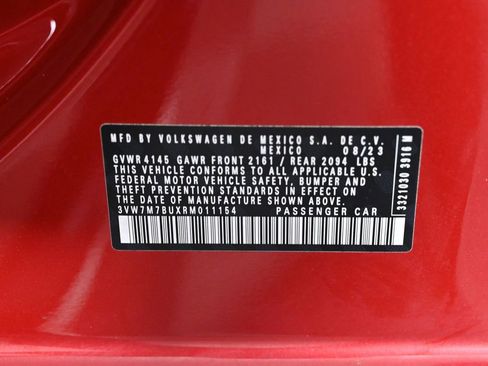 MFD BY VOLKSWAGEN DE MEXICO S.A. DE C.V.
MEXICO 08/23
GVWR 4145 GAWR FRONT 2161 / REAR 2094 LBS
THIS VEHICLE CONFORMS TO ALL APPLICABLE U.S.
FEDERAL MOTOR VEHICLE SAFETY, BUMPER AND
THEFT PREVENTION STANDARDS IN EFFECT ON
THE DATE OF MANUFACTURE SHOWN ABOVE.
3VW7M7BUXRM011154 PASSENGER CAR
3321030 3916 M